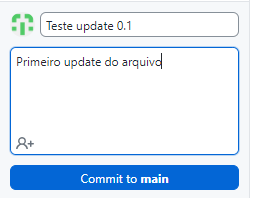 Teste update 0.1
Primeiro update do arquivo
Commit to main